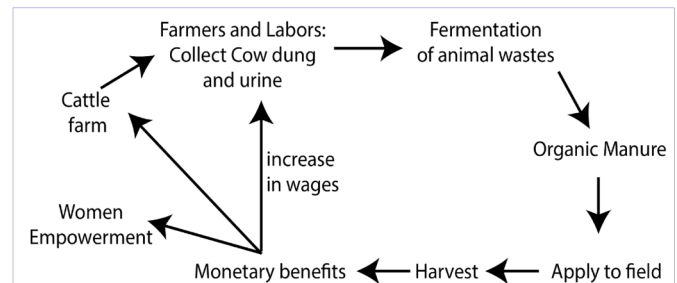 Farmers and Labors:
Collect Cow dung
and urine
Fermentation
of animal wastes
Cattle
farm
Organic Manure
increase
in wages
Women
Empowerment
Monetary benefits
Harvest
Apply to field